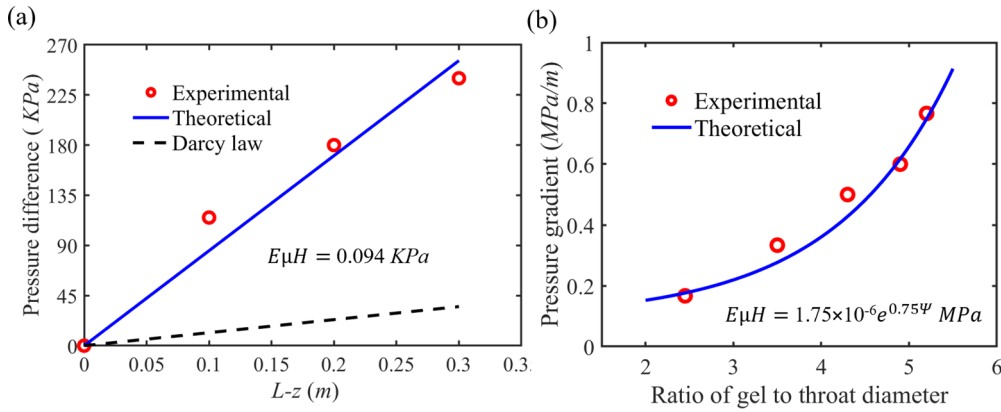 (a)
270
225
180
135
90
45
0
Pressure difference ( KPa)
Experimental
Theoretical
Darcy law
EμH = 0.094 KPa
0 0.05 0.1 0.15 0.2 0.25 0.3 0.3
L-z (m)
(b)
1
0.8
0.6
0.4
0.2
0
Pressure gradient (MPa/m)
Experimental
Theoretical
EμH = 1.75×10⁻⁶e⁰·⁷⁵Ψ MPa
2 3 4 5 6
Ratio of gel to throat diameter